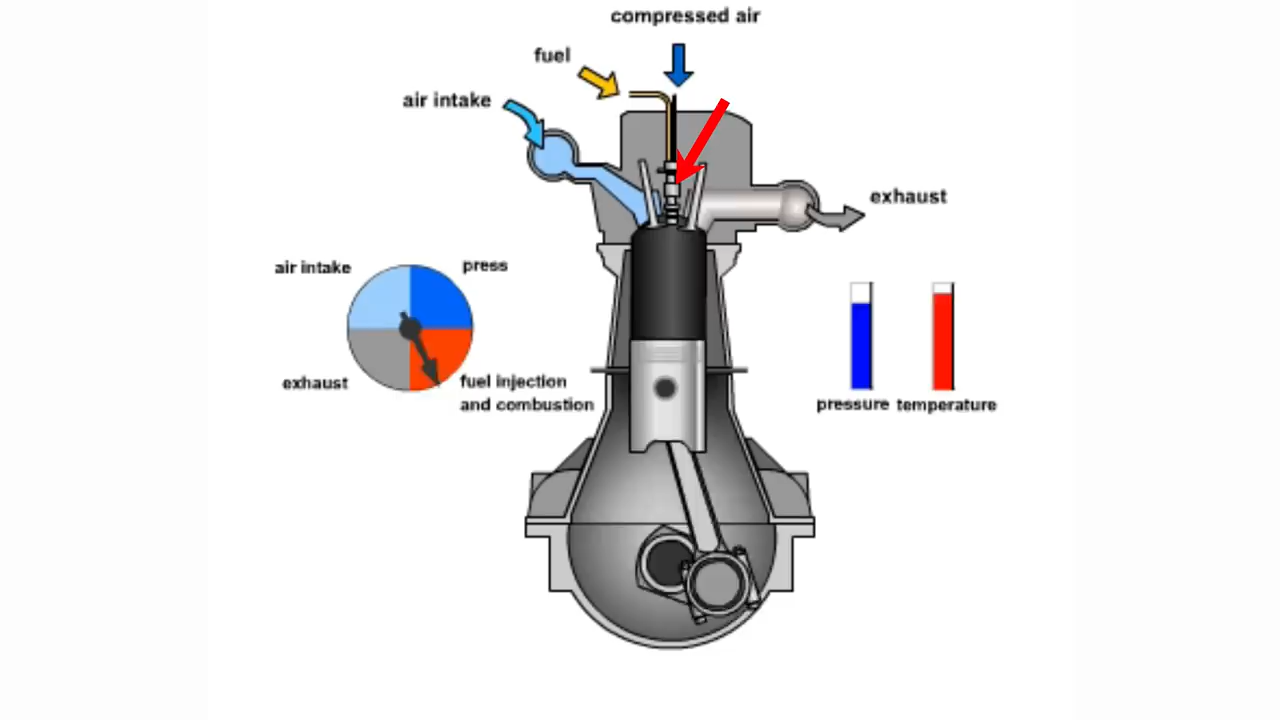 compressed air
fuel
air intake
exhaust
air intake
press
exhaust
fuel injection
and combustion
pressure
temperature